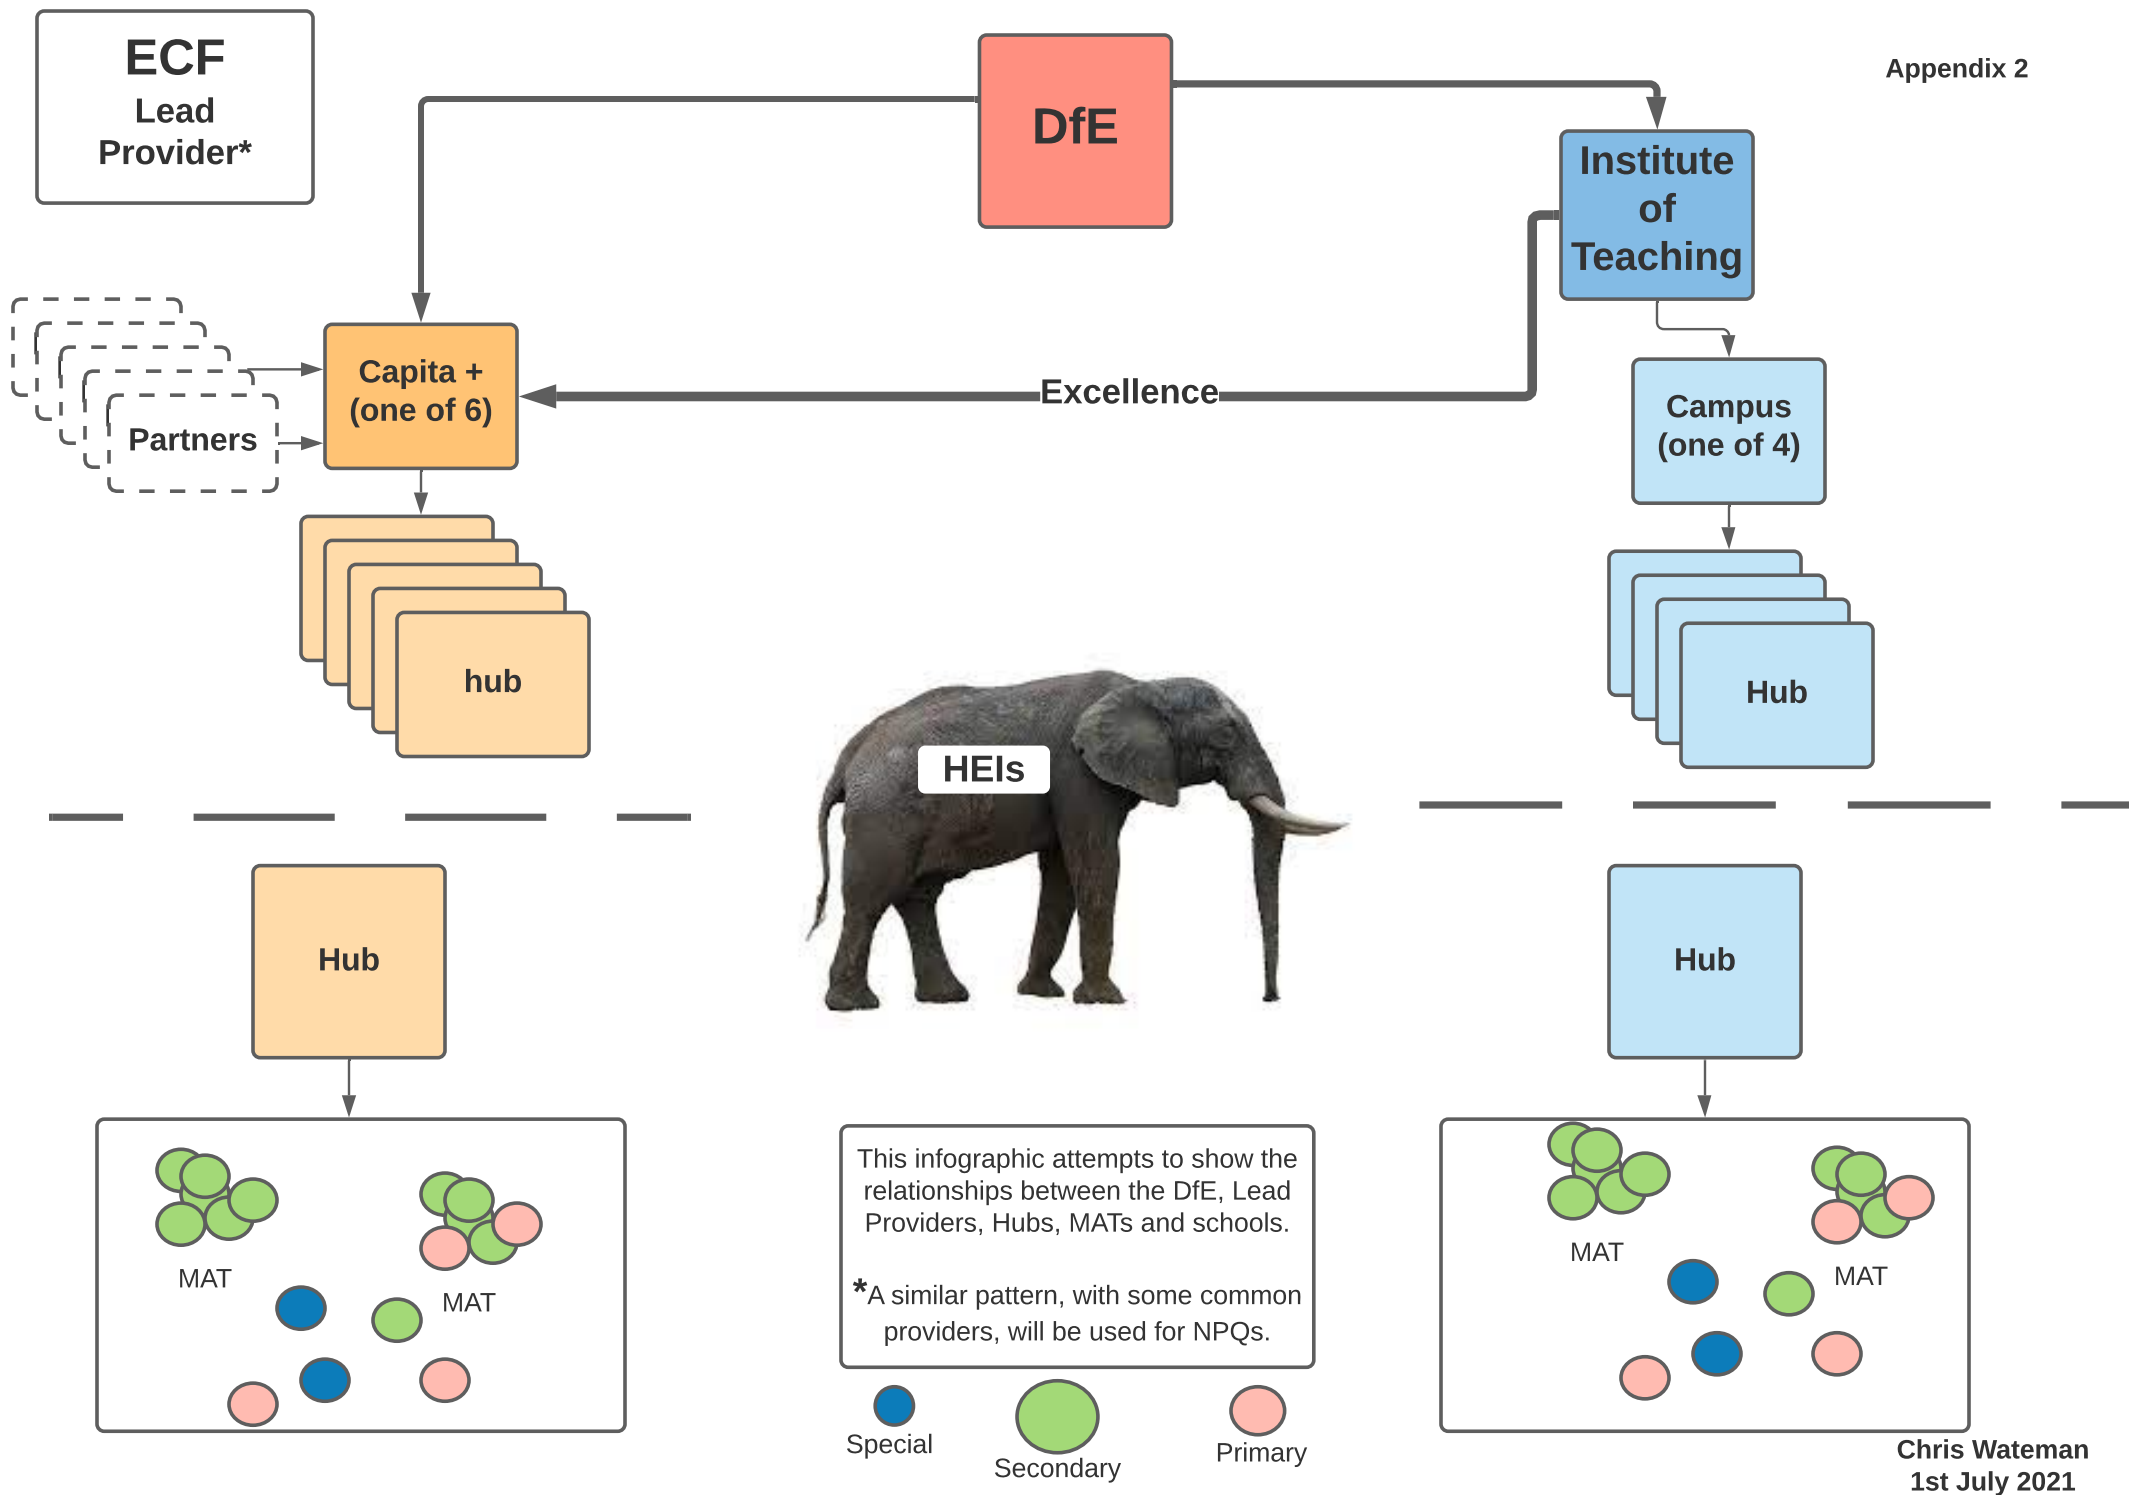 ECF
Lead
Provider*
DfE
Appendix 2
Institute
of
Teaching
Capita +
(one of 6)
Partners
Excellence
Campus
(one of 4)
hub
Hub
HEIs
Hub
Hub
MAT
MAT
This infographic attempts to show the
relationships between the DfE, Lead
Providers, Hubs, MATs and schools.
*A similar pattern, with some common
providers, will be used for NPQs.
MAT
MAT
Special
Secondary
Primary
Chris Wateman
1st July 2021